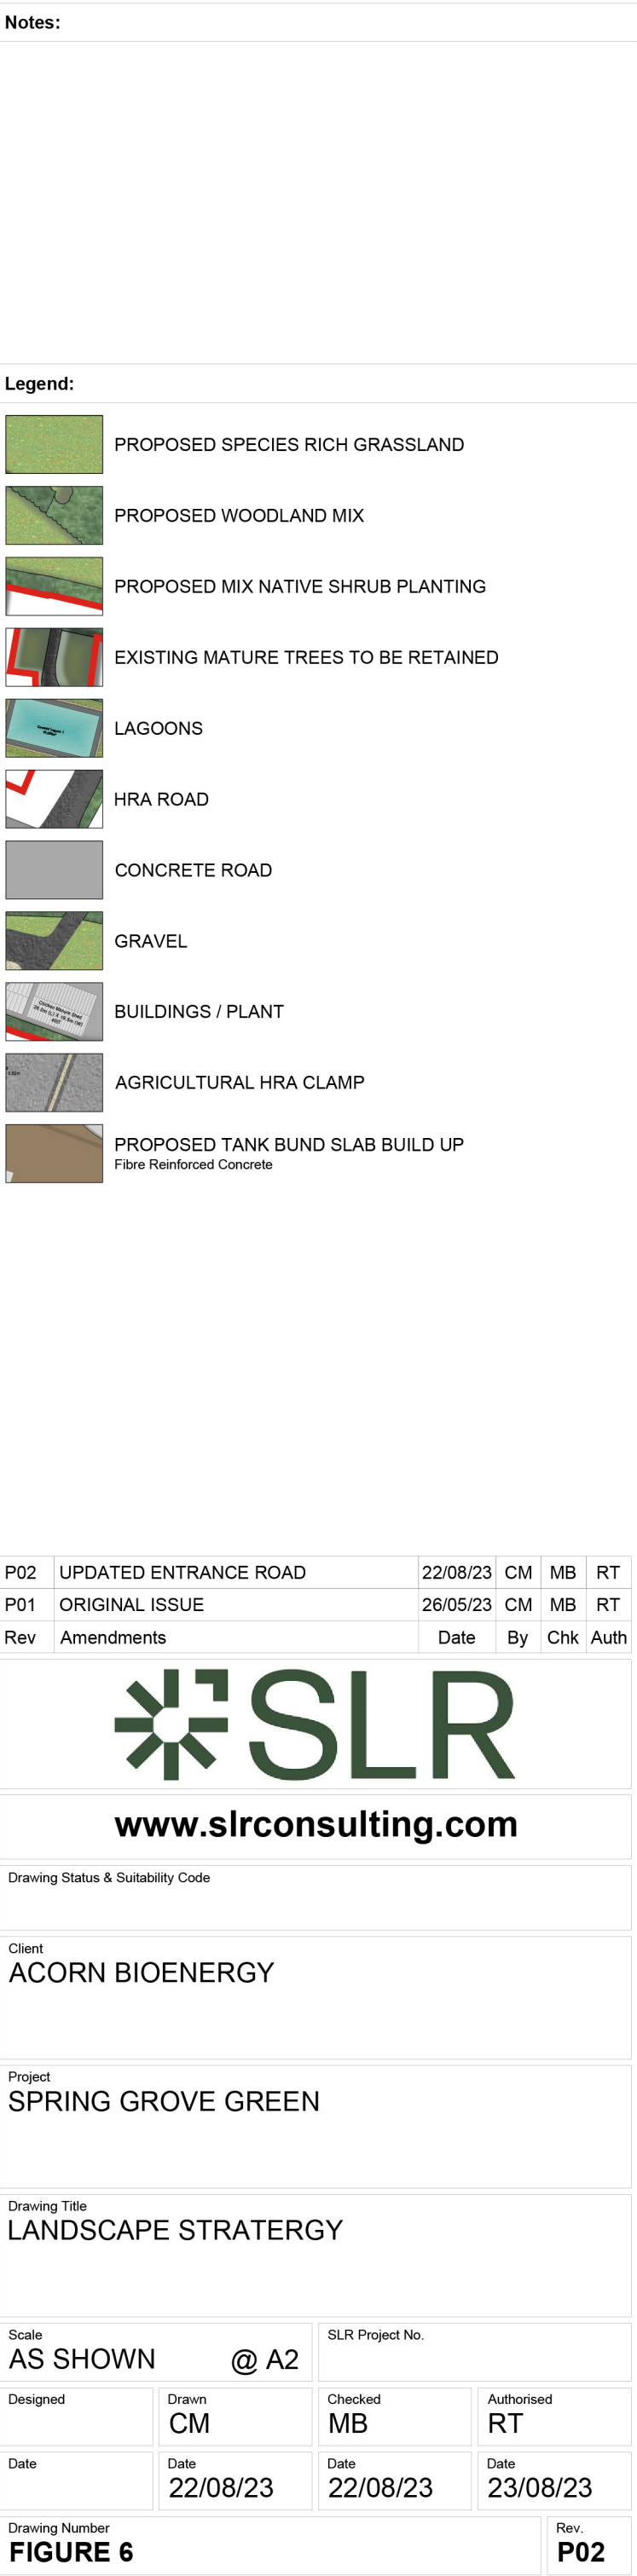 Notes:
Legend:
PROPOSED SPECIES RICH GRASSLAND
PROPOSED WOODLAND MIX
PROPOSED MIX NATIVE SHRUB PLANTING
EXISTING MATURE TREES TO BE RETAINED
LAGOONS
HRA ROAD
CONCRETE ROAD
GRAVEL
BUILDINGS / PLANT
AGRICULTURAL HRA CLAMP
PROPOSED TANK BUND SLAB BUILD UP
Fibre Reinforced Concrete
P02 UPDATED ENTRANCE ROAD 22/08/23 CM MB RT
P01 ORIGINAL ISSUE 26/05/23 CM MB RT
Rev Amendments Date By Chk Auth
SLR
www.slrconsulting.com
Drawing Status & Suitability Code
Client
ACORN BIOENERGY
Project
SPRING GROVE GREEN
Drawing Title
LANDSCAPE STRATERGY
Scale SLR Project No.
AS SHOWN @ A2
Designed Drawn Checked Authorised
CM MB RT
Date Date Date Date
22/08/23 22/08/23 23/08/23
Drawing Number Rev.
FIGURE 6 P02